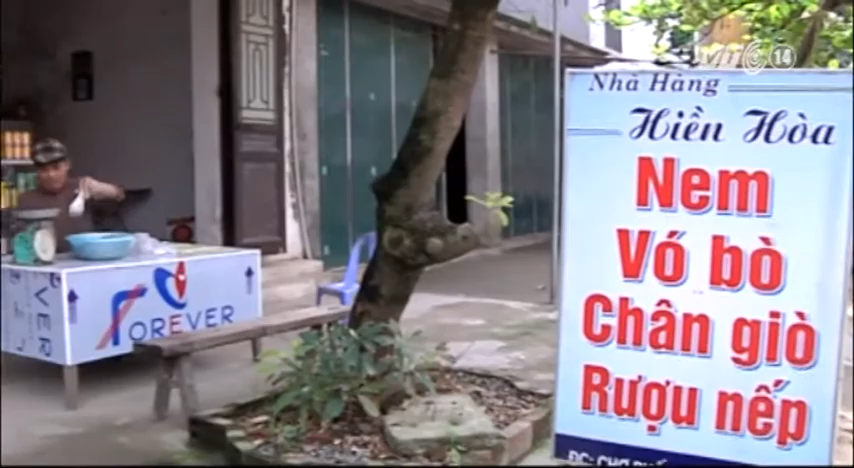 VTC 14
Nhà Hàng
Hiền Hòa
Nem
Vó bò
Chân giò
Rượu nếp
FOREVER